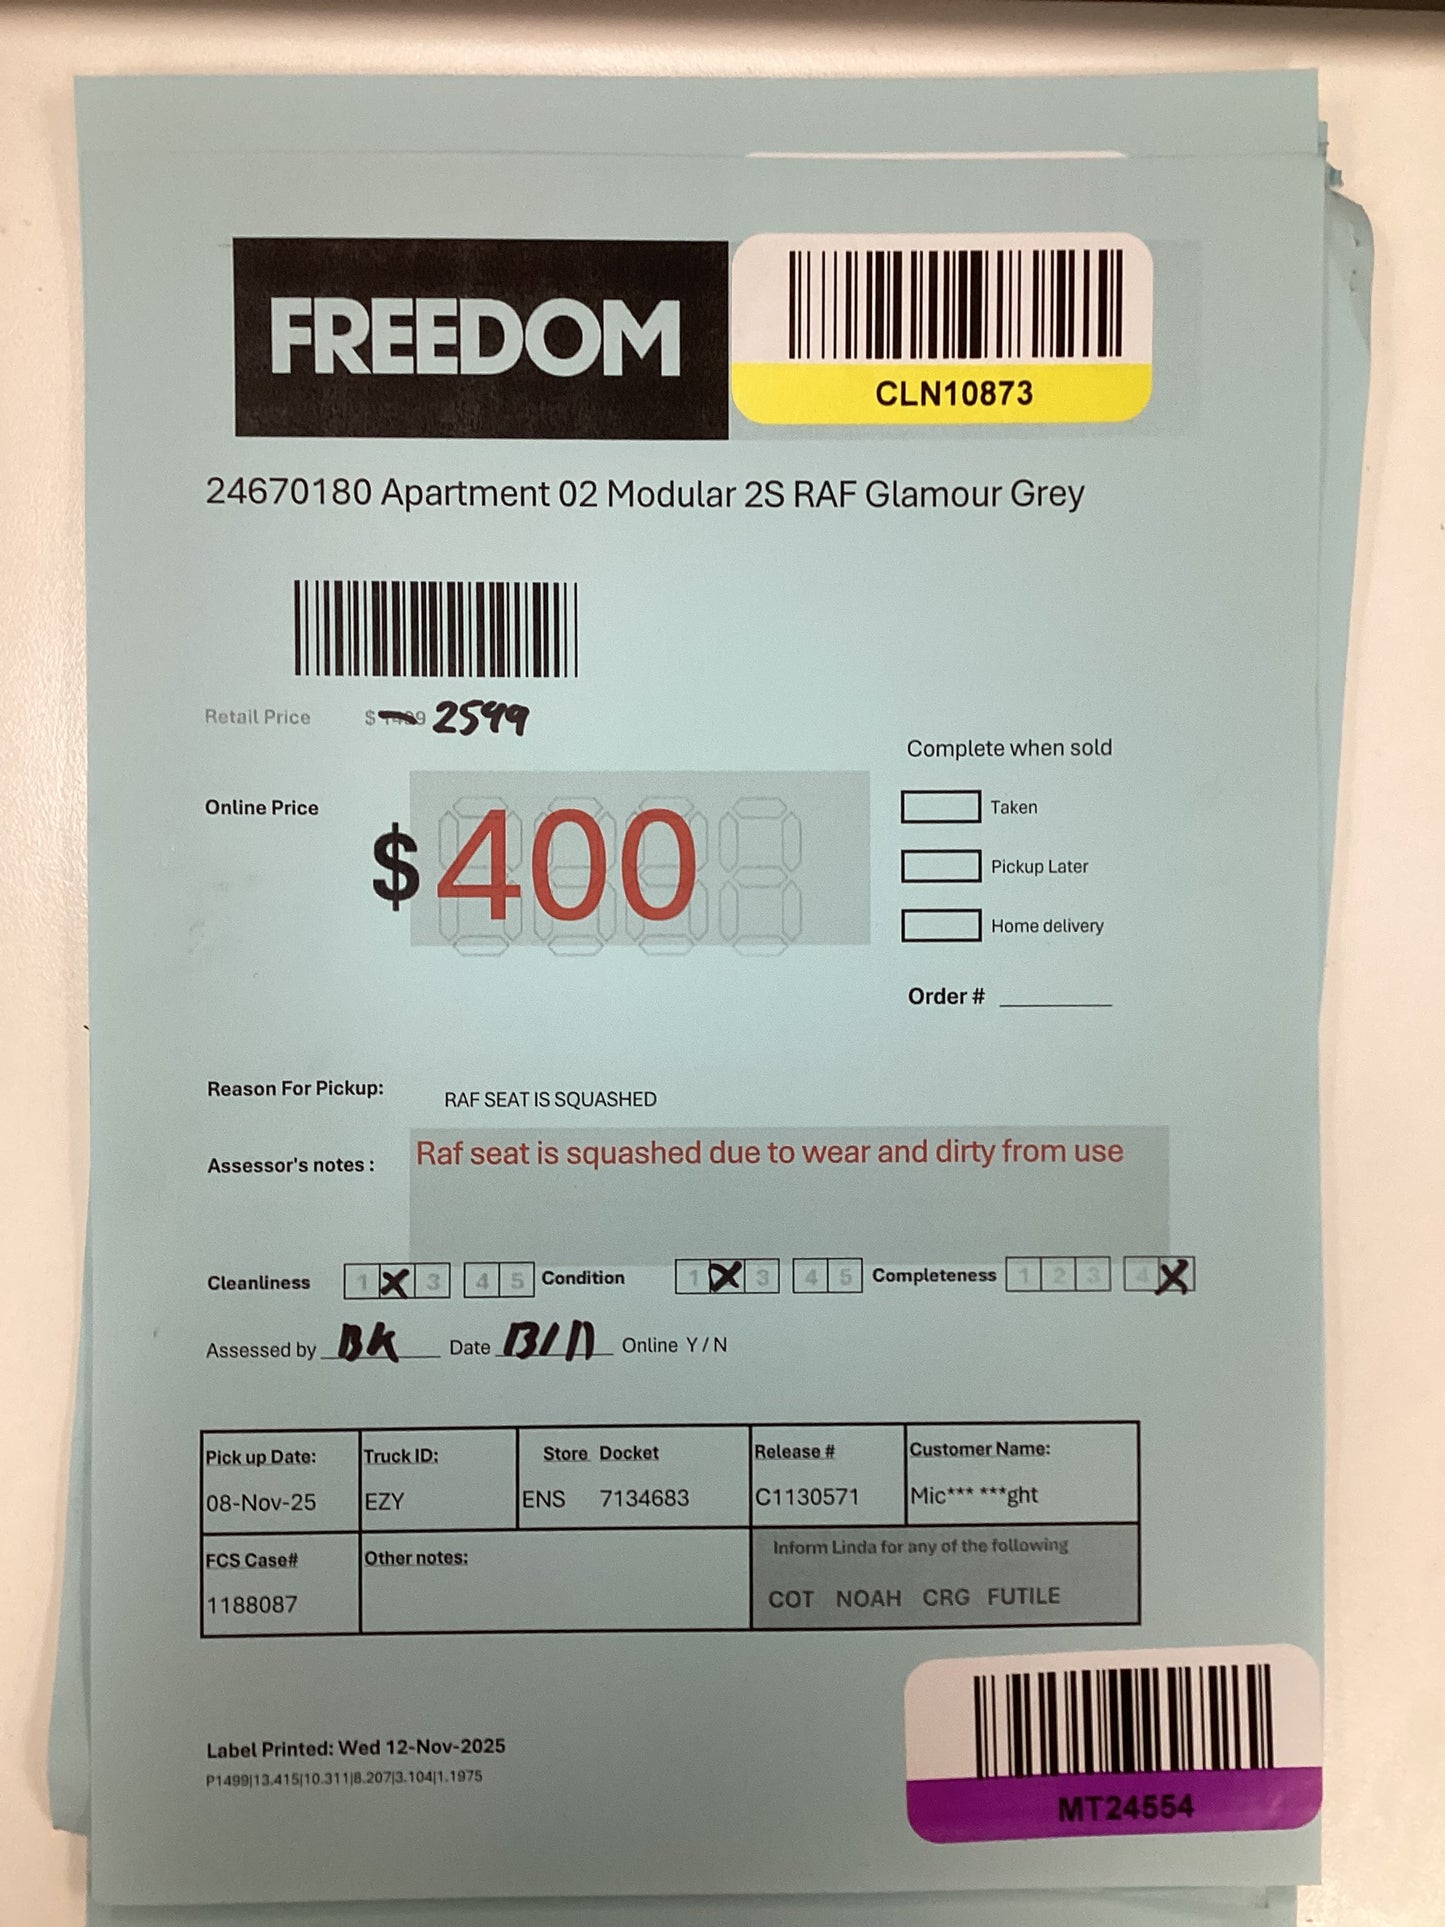 FREEDOM
CLN10873
24670180 Apartment 02 Modular 2S RAF Glamour Grey
Retail Price $1499 2599
Complete when sold
Online Price $400
Taken
Pickup Later
Home delivery
Order #
Reason For Pickup: RAF SEAT IS SQUASHED
Assessor's notes: Raf seat is squashed due to wear and dirty from use
Cleanliness 1 X 3 4 5 Condition 1 X 3 4 5 Completeness 1 2 3 4 X
Assessed by BK Date 13/11 Online Y / N
Pick up Date: Truck ID: Store Docket Release # Customer Name:
08-Nov-25 EZY ENS 7134683 C1130571 Mic*** ***ght
FCS Case# Other notes: Inform Linda for any of the following
1188087 COT NOAH CRG FUTILE
Label Printed: Wed 12-Nov-2025
P1499|13.415|10.311|8.207|3.104|1.1975
MT24554